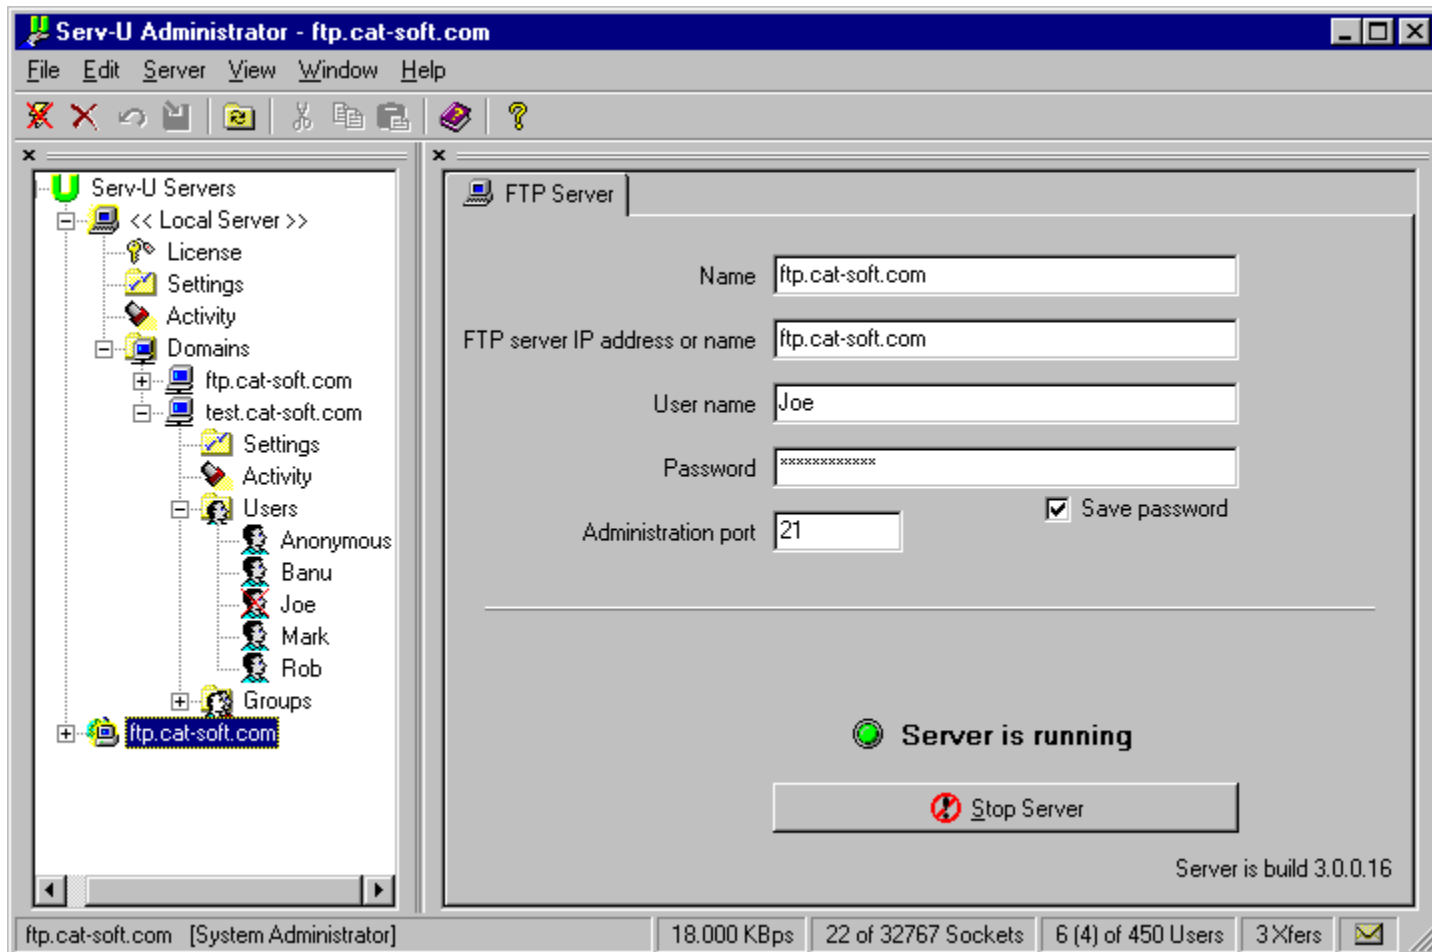 Serv-U Administrator - ftp.cat-soft.com
File Edit Server View Window Help
Serv-U Servers
<< Local Server >>
License
Settings
Activity
Domains
ftp.cat-soft.com
test.cat-soft.com
Settings
Activity
Users
Anonymous
Banu
Joe
Mark
Rob
Groups
ftp.cat-soft.com
FTP Server
Name ftp.cat-soft.com
FTP server IP address or name ftp.cat-soft.com
User name Joe
Password ************
Save password
Administration port 21
Server is running
Stop Server
Server is build 3.0.0.16
ftp.cat-soft.com [System Administrator] 18.000 KBps 22 of 32767 Sockets 6 (4) of 450 Users 3 Xfers